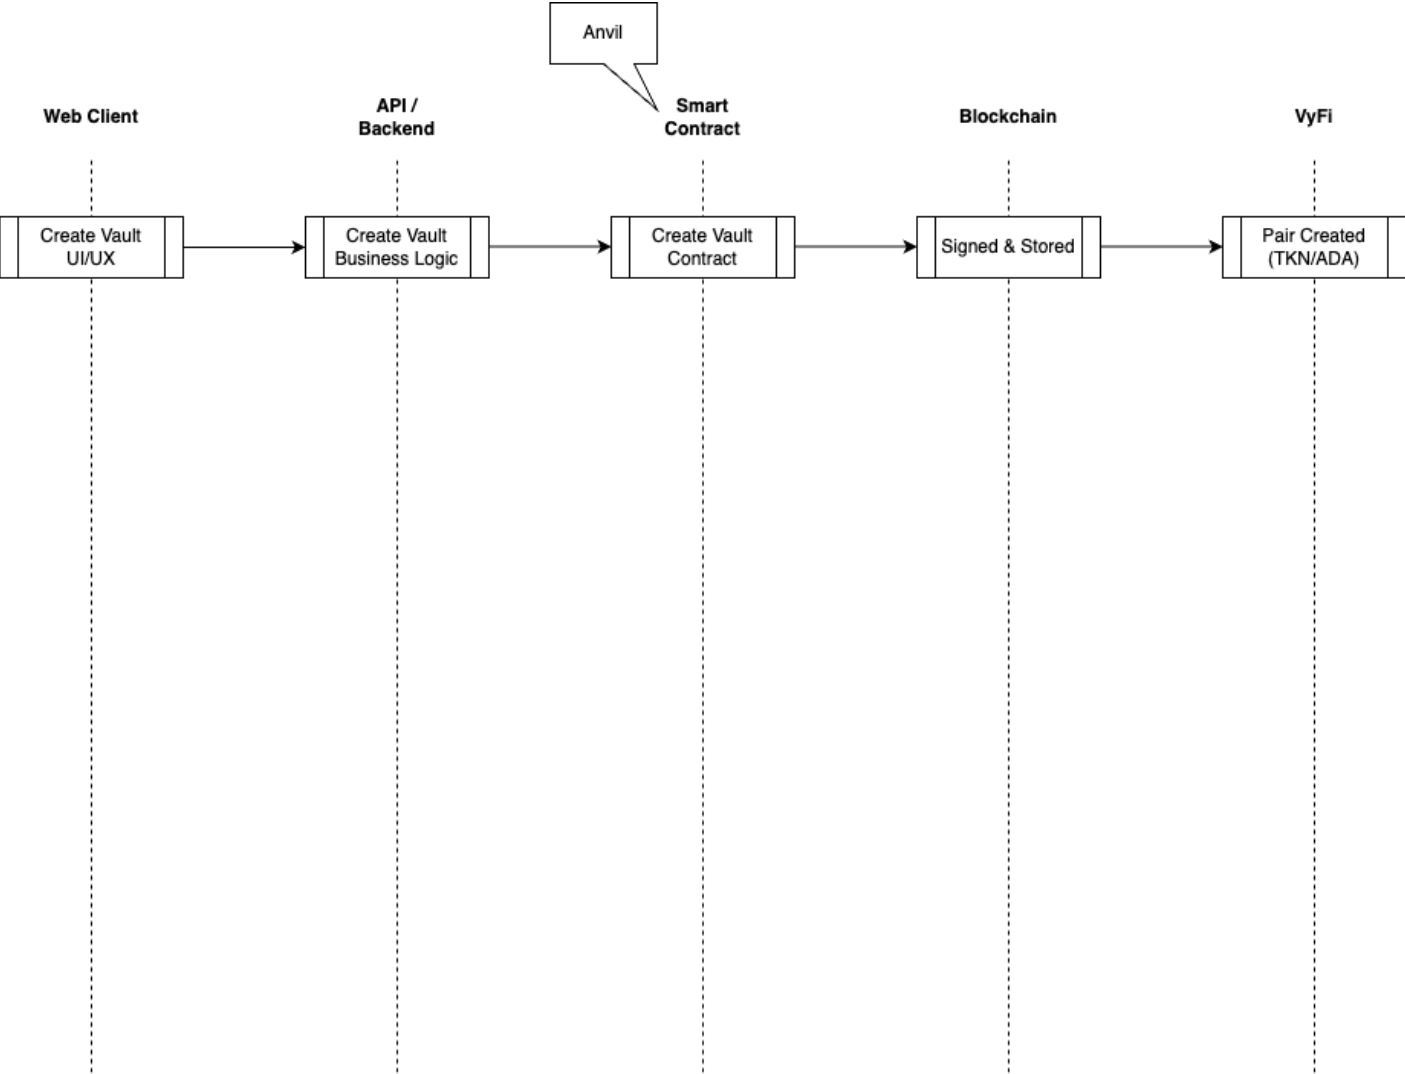 Anvil
Web Client
API /
Backend
Smart
Contract
Blockchain
VyFi
Create Vault
UI/UX
Create Vault
Business Logic
Create Vault
Contract
Signed & Stored
Pair Created
(TKN/ADA)